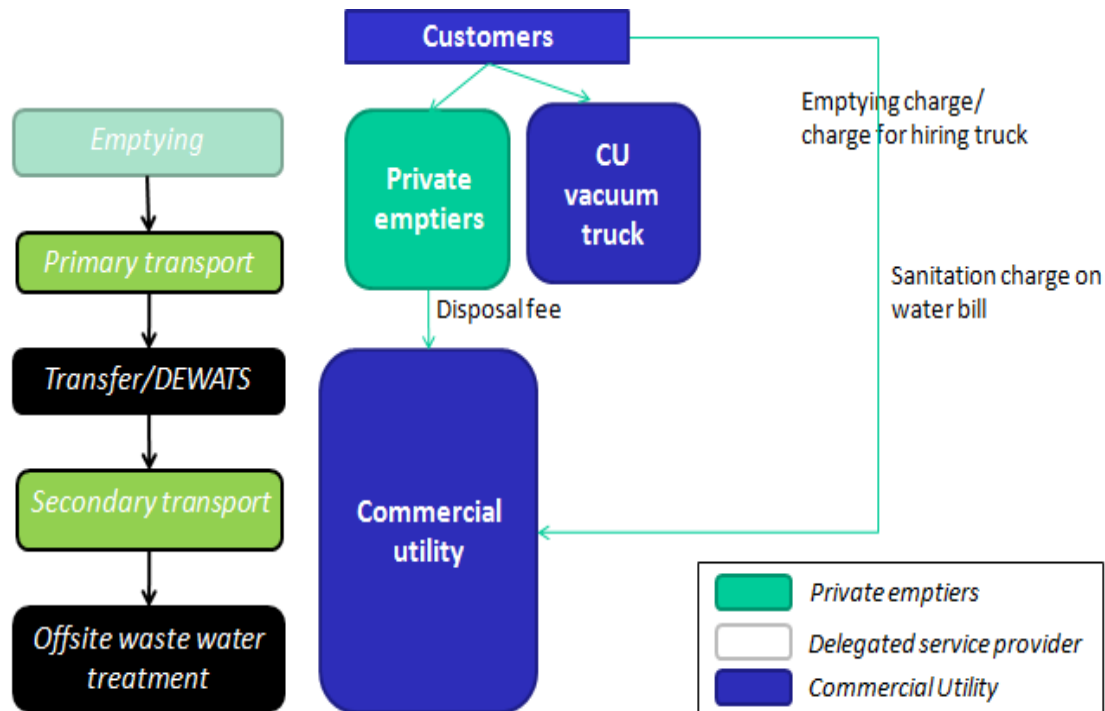 Customers
Emptying
Primary transport
Transfer/DEWATS
Secondary transport
Offsite waste water
treatment
Private
emptiers
CU
vacuum
truck
Disposal fee
Commercial
utility
Emptying charge/
charge for hiring truck
Sanitation charge on
water bill
Private emptiers
Delegated service provider
Commercial Utility